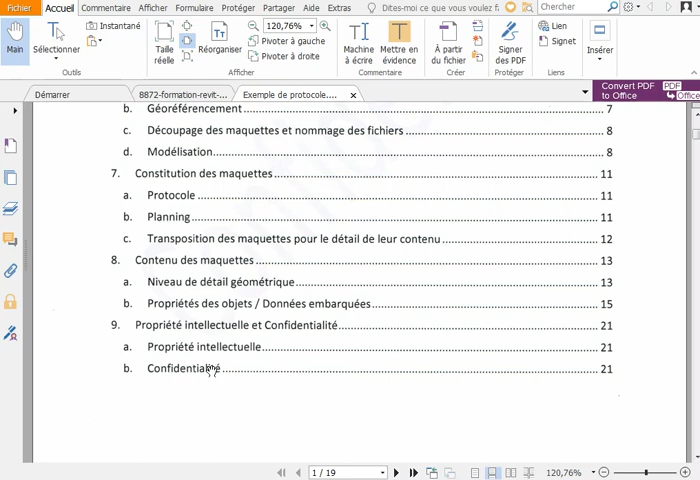 Fichier Accueil Commentaire Afficher Formulaire Protéger Partager Aide Extras Dites-moi ce que vous voulez f Chercher
Main
Sélectionner
Instantané
Taille réelle
Réorganiser
120,76%
Pivoter à gauche
Pivoter à droite
Machine à écrire
Mettre en évidence
À partir du fichier
Signer des PDF
Lien
Signet
Insérer
Outils Afficher Commentaire Créer Protéger Liens
Démarrer 8872-formation-revit-... Exemple de protocole....
Convert PDF to Office PDF Office
b. Géoréférencement 7
c. Découpage des maquettes et nommage des fichiers 8
d. Modélisation 8
7. Constitution des maquettes 11
a. Protocole 11
b. Planning 11
c. Transposition des maquettes pour le détail de leur contenu 12
8. Contenu des maquettes 13
a. Niveau de détail géométrique 13
b. Propriétés des objets / Données embarquées 15
9. Propriété intellectuelle et Confidentialité 21
a. Propriété intellectuelle 21
b. Confidentialité 21
1 / 19 120,76%